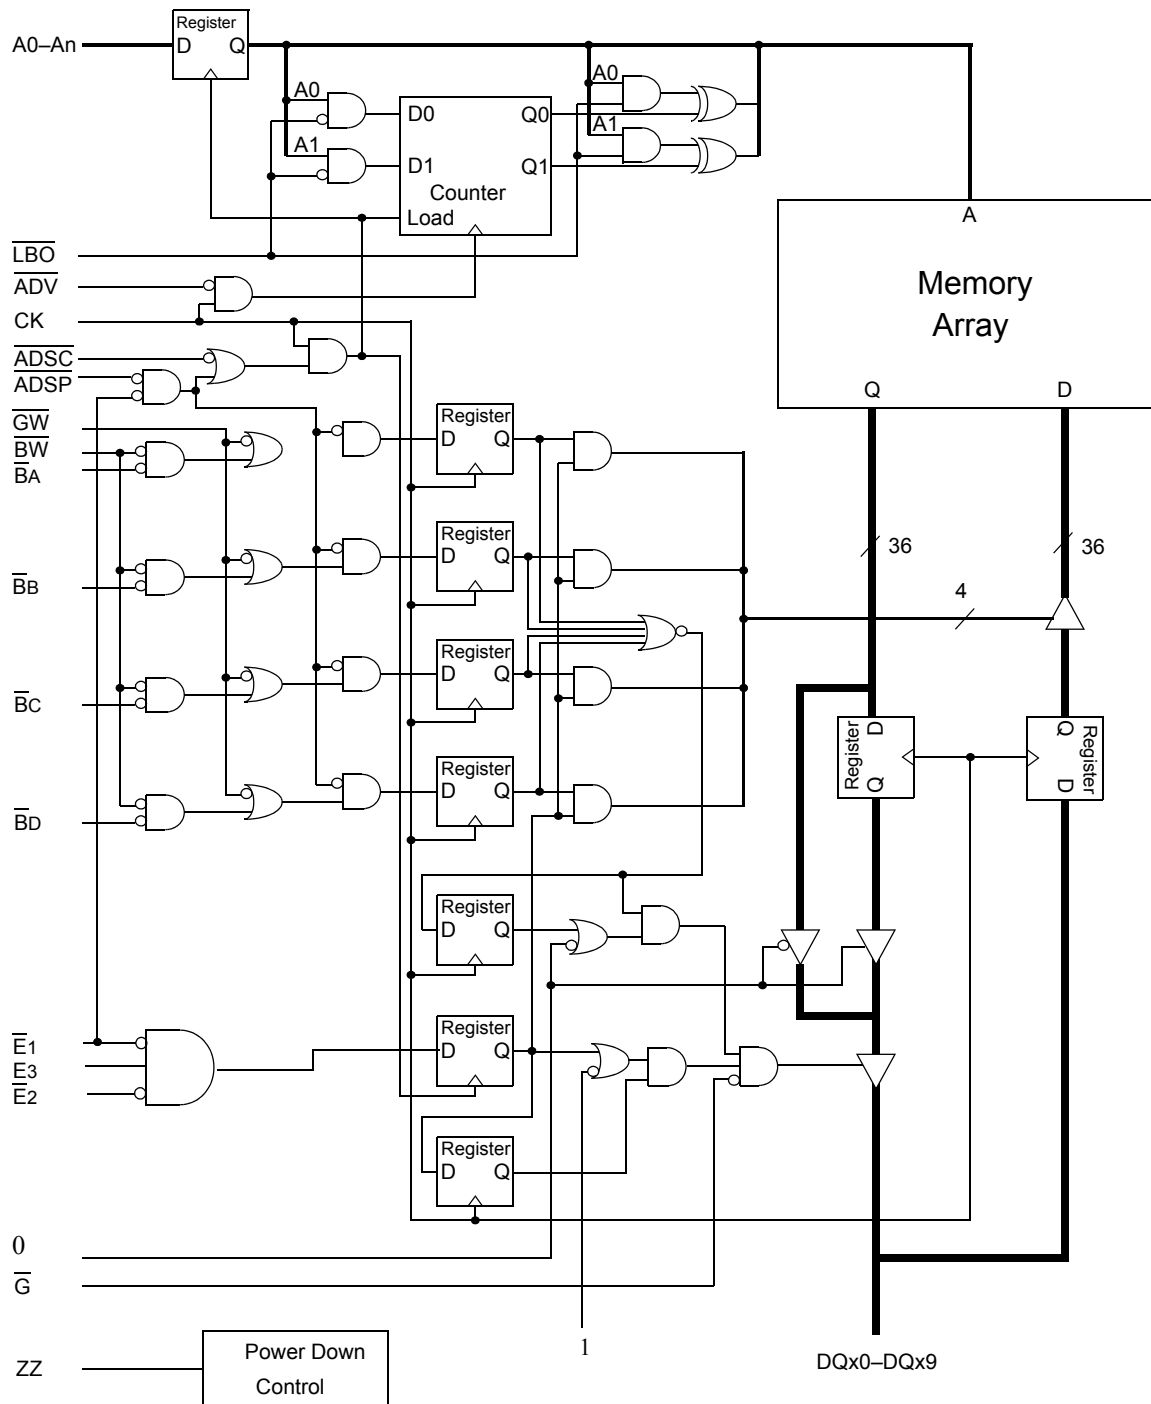 Register
A0–An
D Q
A0
A0
D0
Q0
A1
A1
D1
Q1
Counter
Load
A
LBO
ADV
Memory
CK
Array
ADSC
ADSP
Q D
GW
Register
BW
D Q
BA
Register
36
36
D Q
BB
4
Register
D Q
BC
Register
D
Q
Q
Register
D
Register
D Q
BD
Register
D Q
Register
E1
D Q
E3
E2
Register
D Q
0
G
1
Power Down
DQx0–DQx9
ZZ
Control